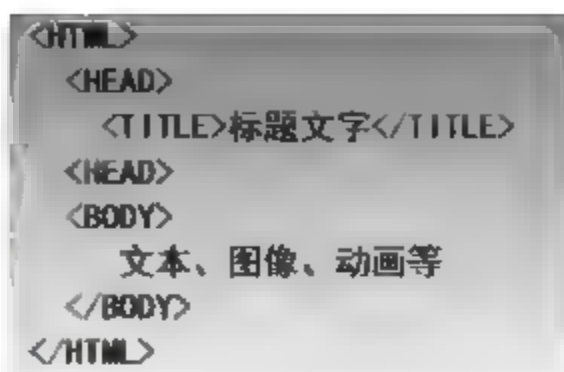 <HTML>
<HEAD>
<TITLE>标题文字</TITLE>
<HEAD>
<BODY>
文本、图像、动画等
</BODY>
</HTML>